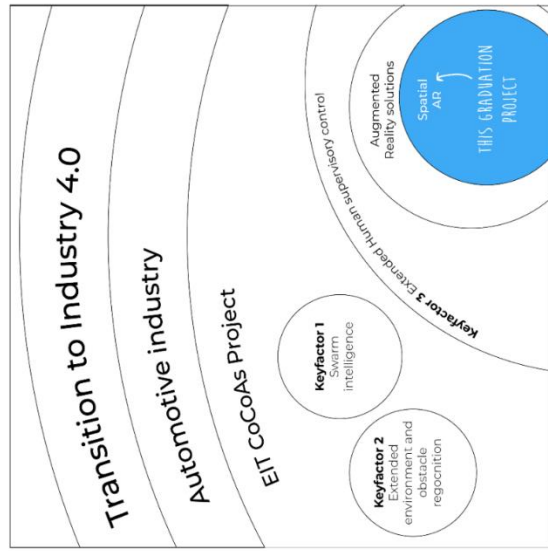 Transition to Industry 4.0
Automotive industry
EIT CoCoAs Project
Keyfactor 1
Swarm
intelligence
Keyfactor 2
Extended
environment and
obstacle
regocnition
Keyfactor 3 Extended Human supervisory control
Augmented
Reality solutions
Spatial
AR
THIS GRADUATION
PROJECT